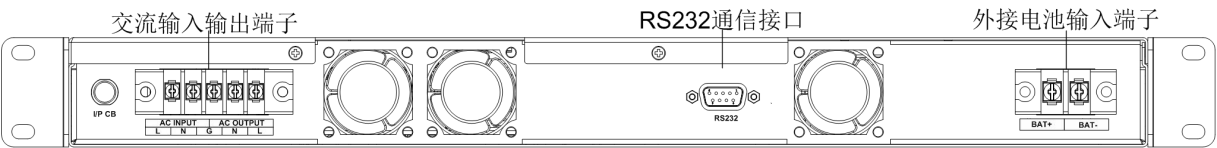 交流输入输出端子
RS232通信接口
外接电池输入端子
I/P CB
AC INPUT AC OUTPUT
L N G N L
RS232
BAT+ BAT-